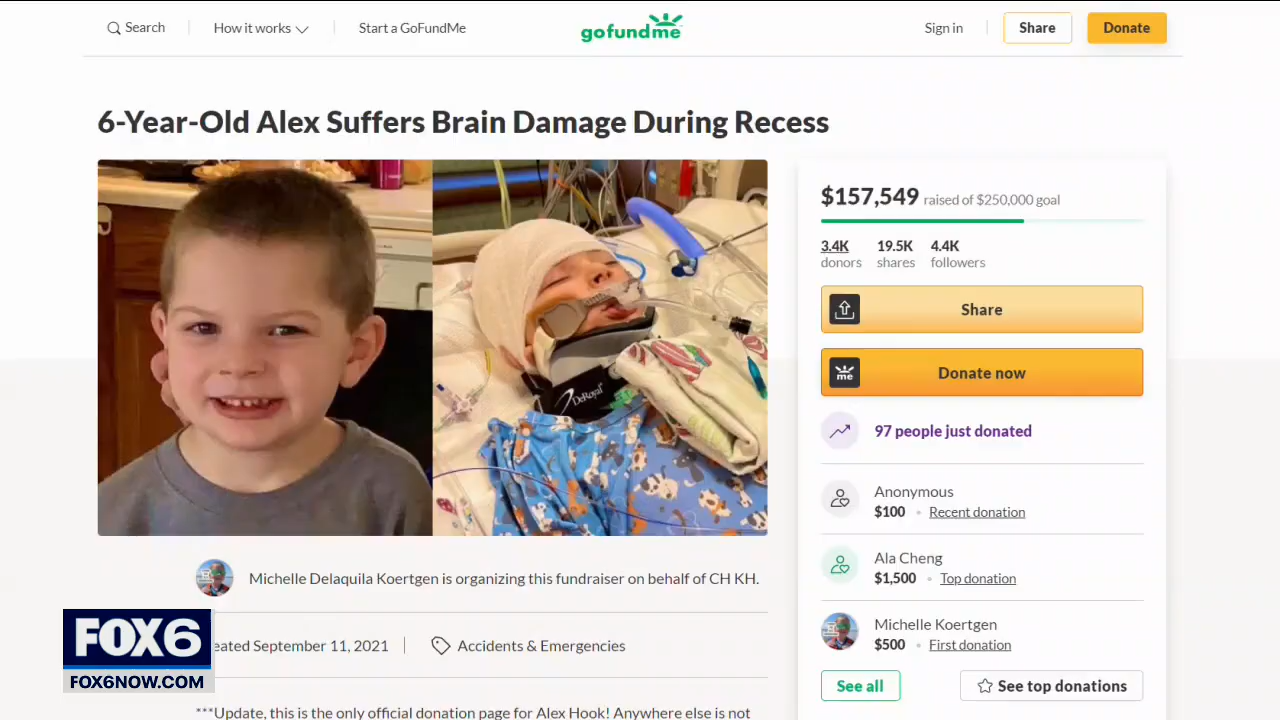 Search
How it works
Start a GoFundMe
gofundme
Sign in
Share
Donate
6-Year-Old Alex Suffers Brain Damage During Recess
DeRoyal
$157,549 raised of $250,000 goal
3.4K 19.5K 4.4K
donors shares followers
Share
me Donate now
97 people just donated
Anonymous
$100 • Recent donation
Ala Cheng
$1,500 • Top donation
Michelle Koertgen
$500 • First donation
See all
See top donations
Michelle Delaquila Koertgen is organizing this fundraiser on behalf of CH KH.
eated September 11, 2021
Accidents & Emergencies
***Update, this is the only official donation page for Alex Hook! Anywhere else is not
FOX6
FOX6NOW.COM